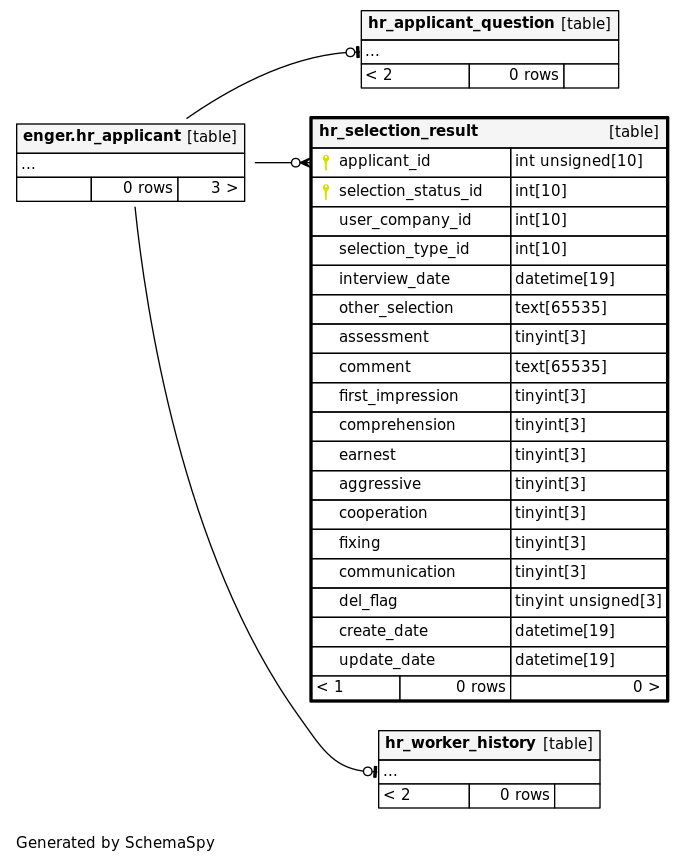 hr_applicant_question [table]
...
< 2 0 rows
enger.hr_applicant [table]
...
0 rows 3 >
hr_selection_result [table]
applicant_id int unsigned[10]
selection_status_id int[10]
user_company_id int[10]
selection_type_id int[10]
interview_date datetime[19]
other_selection text[65535]
assessment tinyint[3]
comment text[65535]
first_impression tinyint[3]
comprehension tinyint[3]
earnest tinyint[3]
aggressive tinyint[3]
cooperation tinyint[3]
fixing tinyint[3]
communication tinyint[3]
del_flag tinyint unsigned[3]
create_date datetime[19]
update_date datetime[19]
< 1 0 rows 0 >
hr_worker_history [table]
...
< 2 0 rows
Generated by SchemaSpy